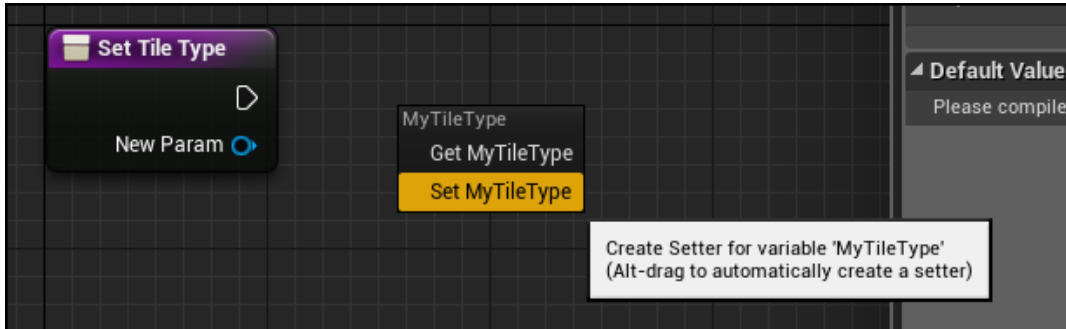 Set Tile Type
New Param
MyTileType
Get MyTileType
Set MyTileType
Create Setter for variable 'MyTileType'
(Alt-drag to automatically create a setter)
Default Value
Please compile